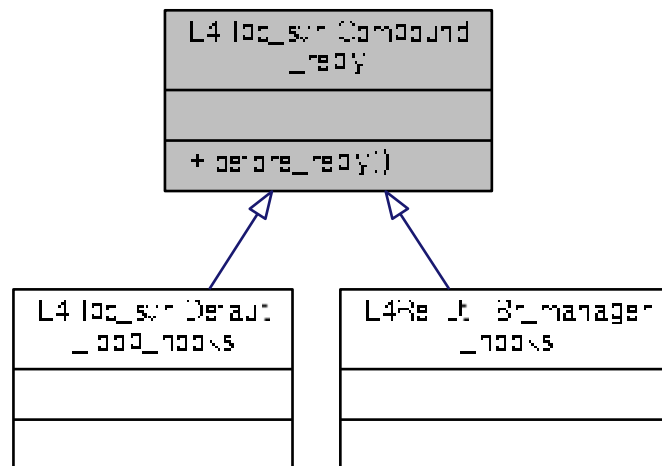 L4::Ipc_svr::Compound
_reply
+ before_reply()
L4::Ipc_svr::Default
_loop_hooks
L4Re::Util::Br_manager
_hooks